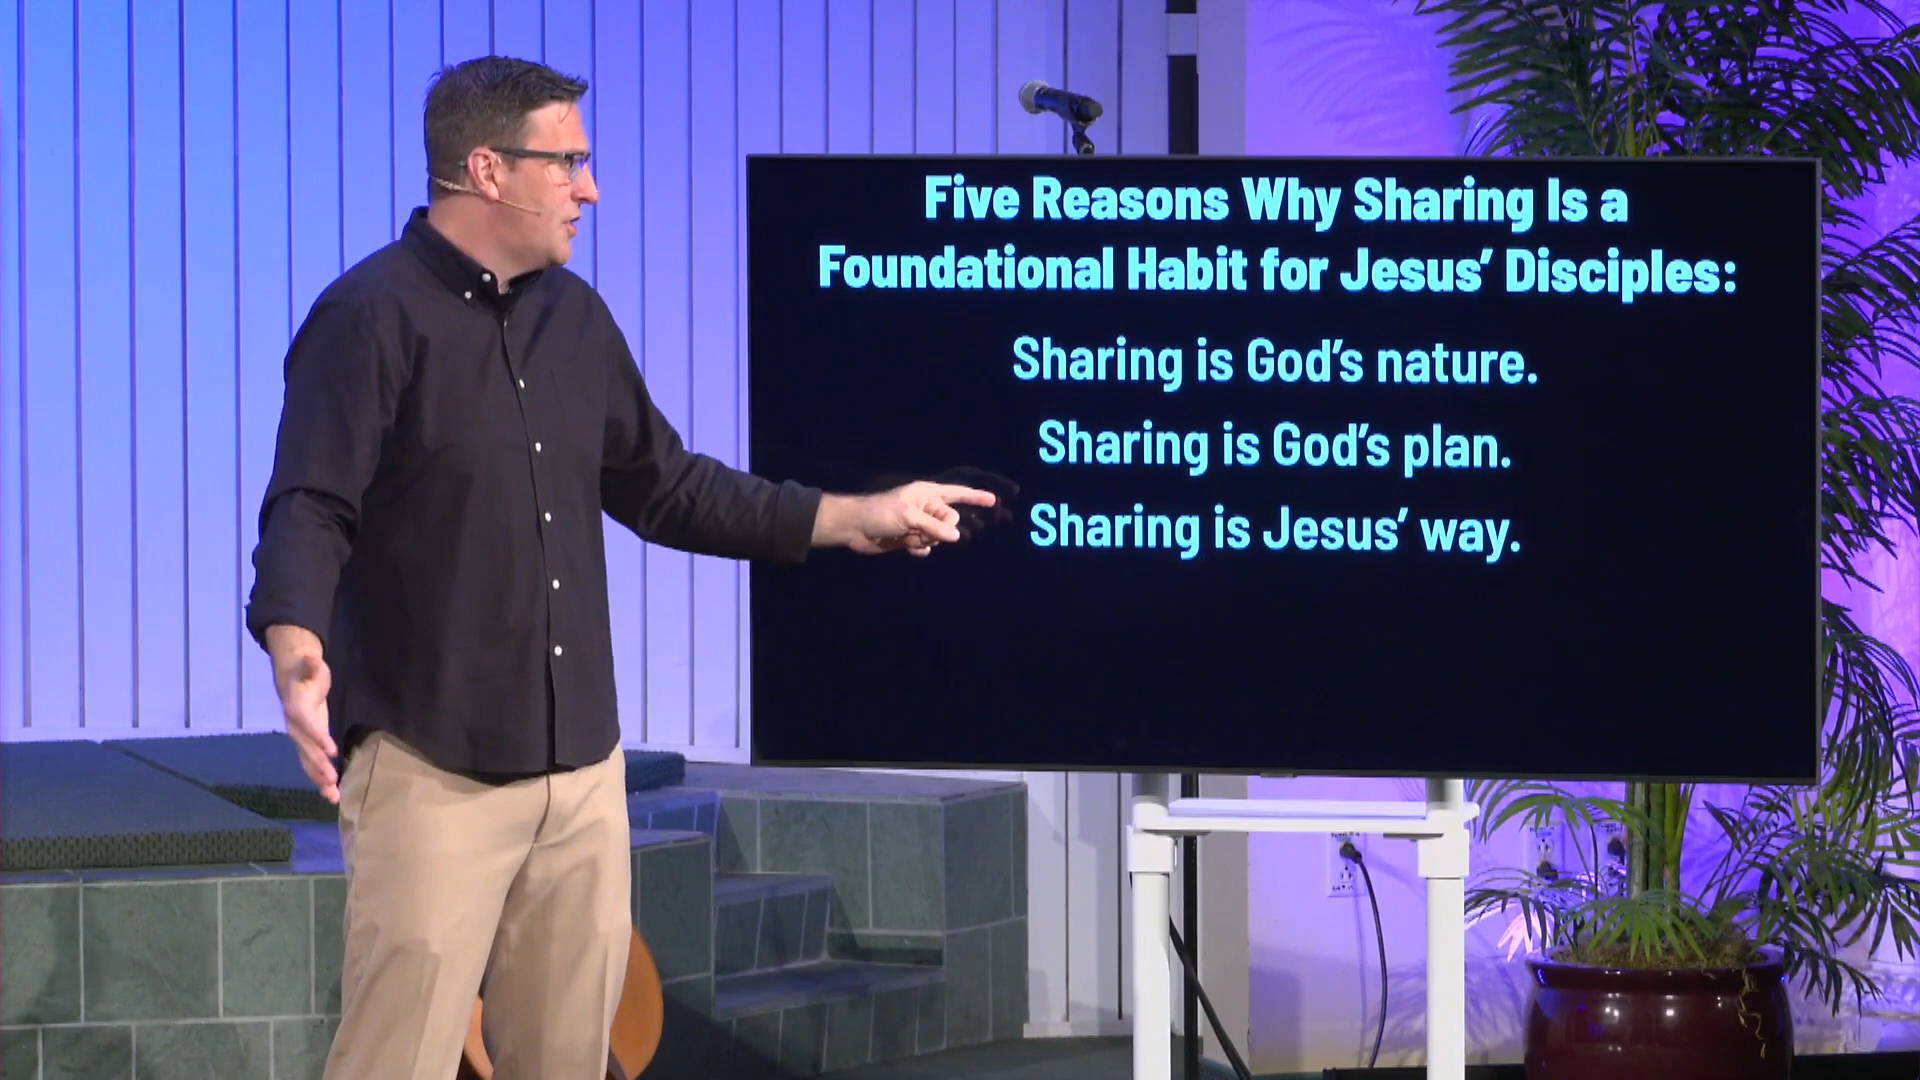 Five Reasons Why Sharing Is a
Foundational Habit for Jesus’ Disciples:
Sharing is God’s nature.
Sharing is God’s plan.
Sharing is Jesus’ way.